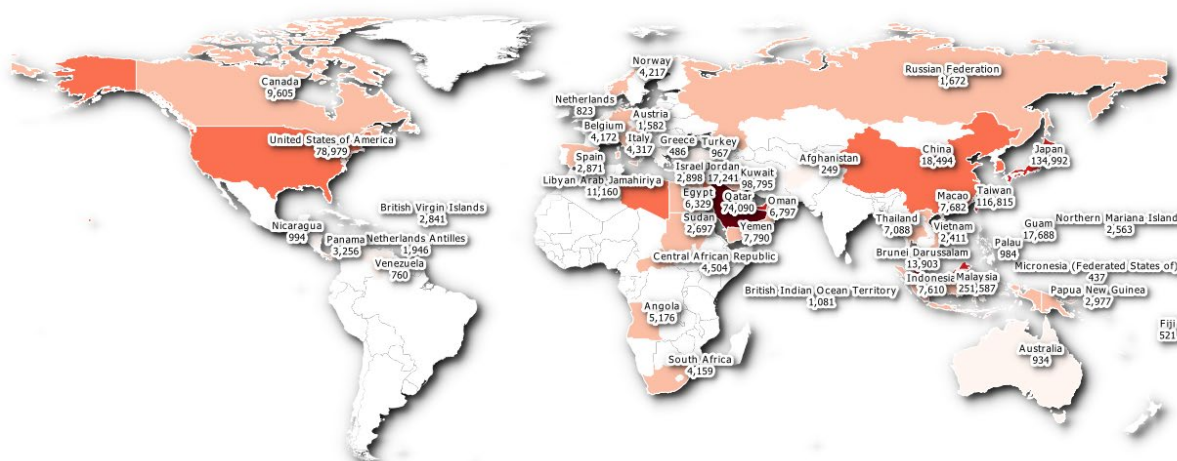 Norway
4,217
Russian Federation
1,672
Canada
9,605
Netherlands
823
Austria
1,582
Belgium
4,172
Italy
4,317
Greece
486
Turkey
967
United States of America
78,979
China
18,494
Japan
134,992
Spain
2,871
Afghanistan
249
Israel
2,898
Jordan
17,241
Kuwait
98,795
Libyan Arab Jamahiriya
11,160
Egypt
6,329
Qatar
74,090
Oman
6,797
Macao
7,682
Taiwan
116,815
British Virgin Islands
2,841
Sudan
2,697
Yemen
7,790
Thailand
7,088
Vietnam
2,411
Guam
17,688
Northern Mariana Island
2,563
Nicaragua
994
Panama
3,256
Netherlands Antilles
1,946
Palau
984
Venezuela
760
Central African Republic
4,504
Brunei Darussalam
13,903
Micronesia (Federated States of)
437
Indonesia
7,610
Malaysia
251,587
British Indian Ocean Territory
1,081
Papua New Guinea
2,977
Angola
5,176
Fiji
521
Australia
934
South Africa
4,159